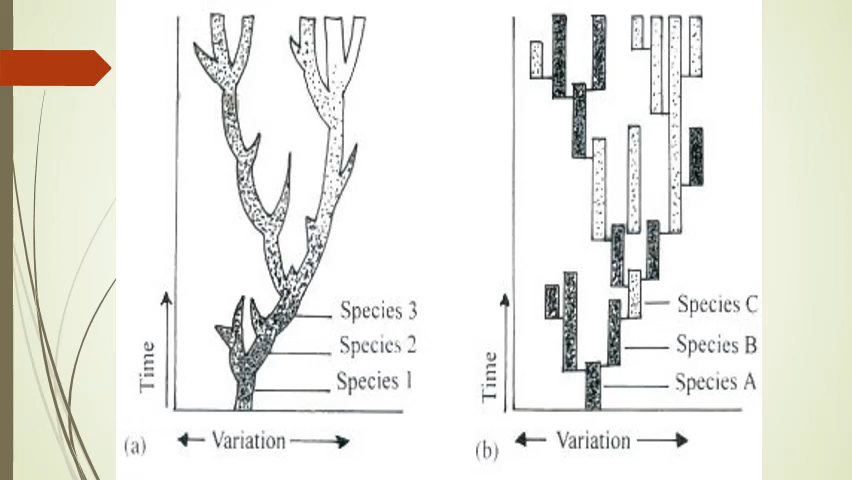 Species 3
Species 2
Species 1
Time
(a)
Variation
Species C
Species B
Species A
Time
(b)
Variation